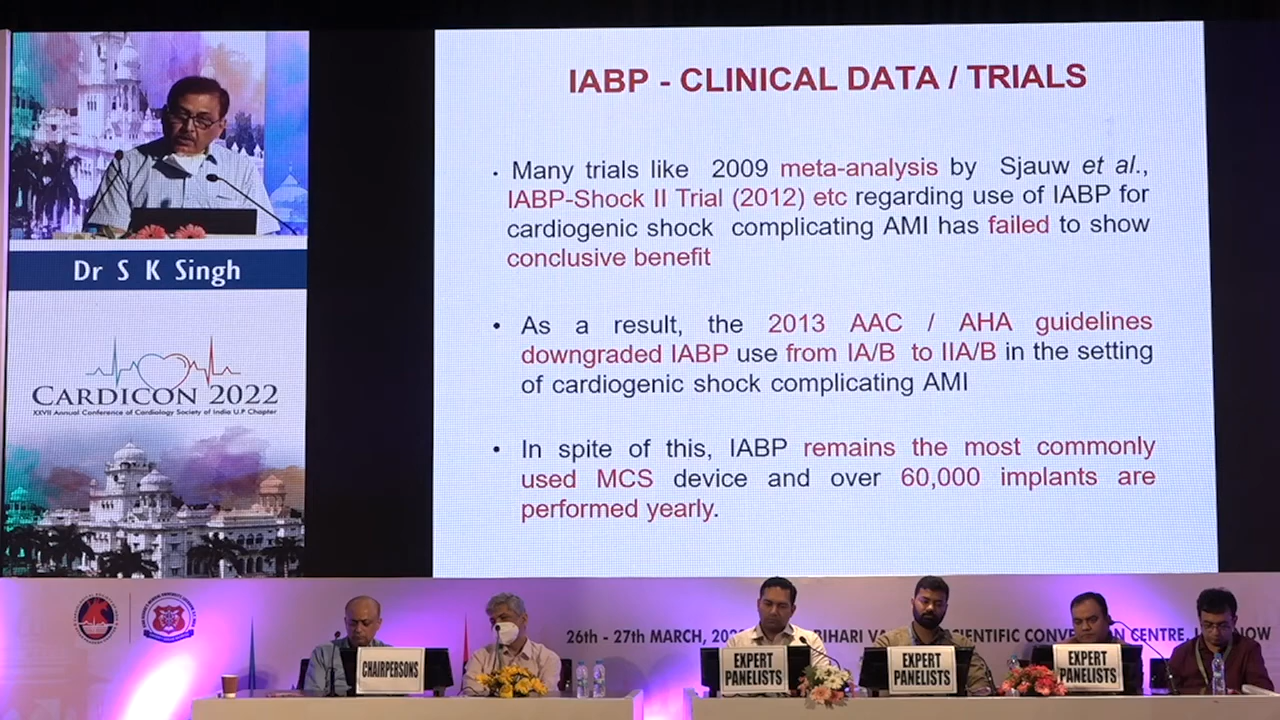 IABP - CLINICAL DATA / TRIALS
• Many trials like 2009 meta-analysis by Sjauw et al.,
IABP-Shock II Trial (2012) etc regarding use of IABP for
cardiogenic shock complicating AMI has failed to show
conclusive benefit
• As a result, the 2013 AAC / AHA guidelines
downgraded IABP use from IA/B to IIA/B in the setting
of cardiogenic shock complicating AMI
• In spite of this, IABP remains the most commonly
used MCS device and over 60,000 implants are
performed yearly.
Dr S K Singh
CARDICON 2022
XXVII Annual Conference of Cardiology Society of India U.P Chapter
26th - 27th MARCH, BIHARI SCIENTIFIC CENTRE,
CHAIRPERSONS
EXPERT
PANELISTS
EXPERT
PANELISTS
EXPERT
PANELISTS